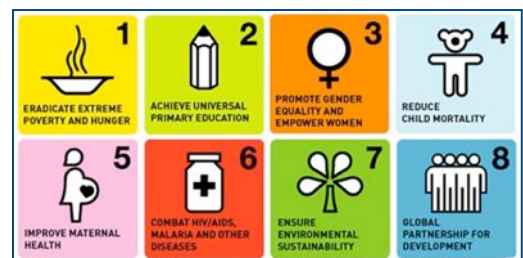 1
ERADICATE EXTREME
POVERTY AND HUNGER
2
ACHIEVE UNIVERSAL
PRIMARY EDUCATION
3
PROMOTE GENDER
EQUALITY AND
EMPOWER WOMEN
4
REDUCE
CHILD MORTALITY
5
IMPROVE MATERNAL
HEALTH
6
COMBAT HIV/AIDS,
MALARIA AND OTHER
DISEASES
7
ENSURE
ENVIRONMENTAL
SUSTAINABILITY
8
GLOBAL
PARTNERSHIP FOR
DEVELOPMENT